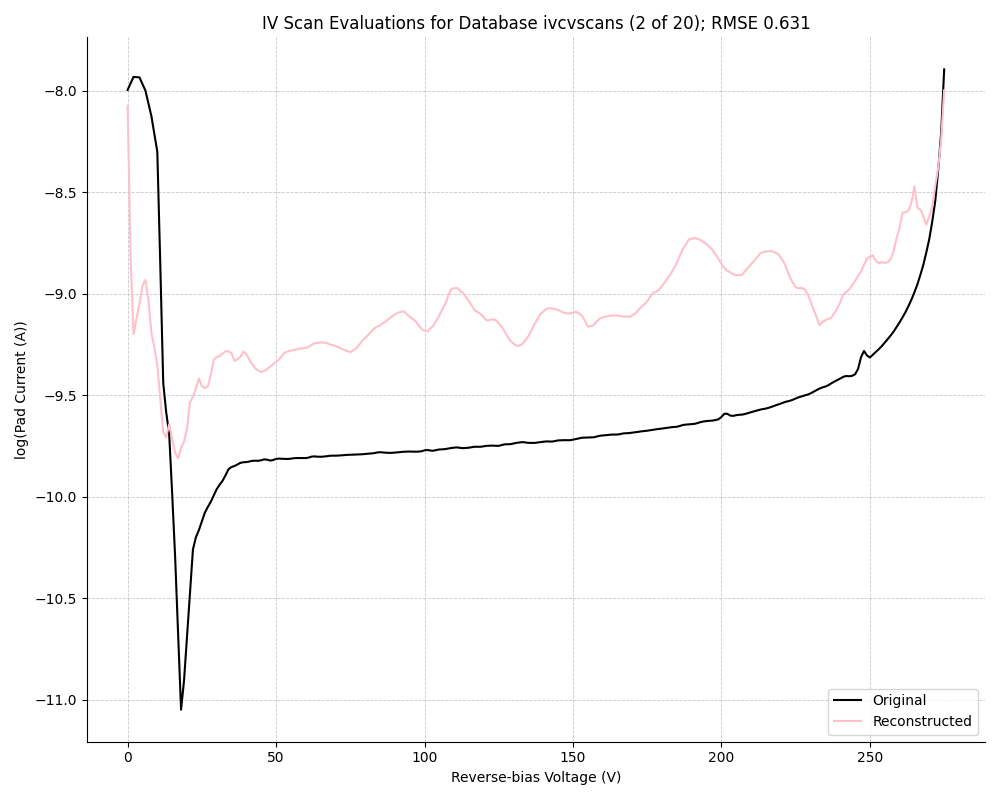 IV Scan Evaluations for Database ivcvscans (2 of 20); RMSE 0.631
log(Pad Current (A))
−8.0
−8.5
−9.0
−9.5
−10.0
−10.5
−11.0
0 50 100 150 200 250
Reverse-bias Voltage (V)
Original
Reconstructed